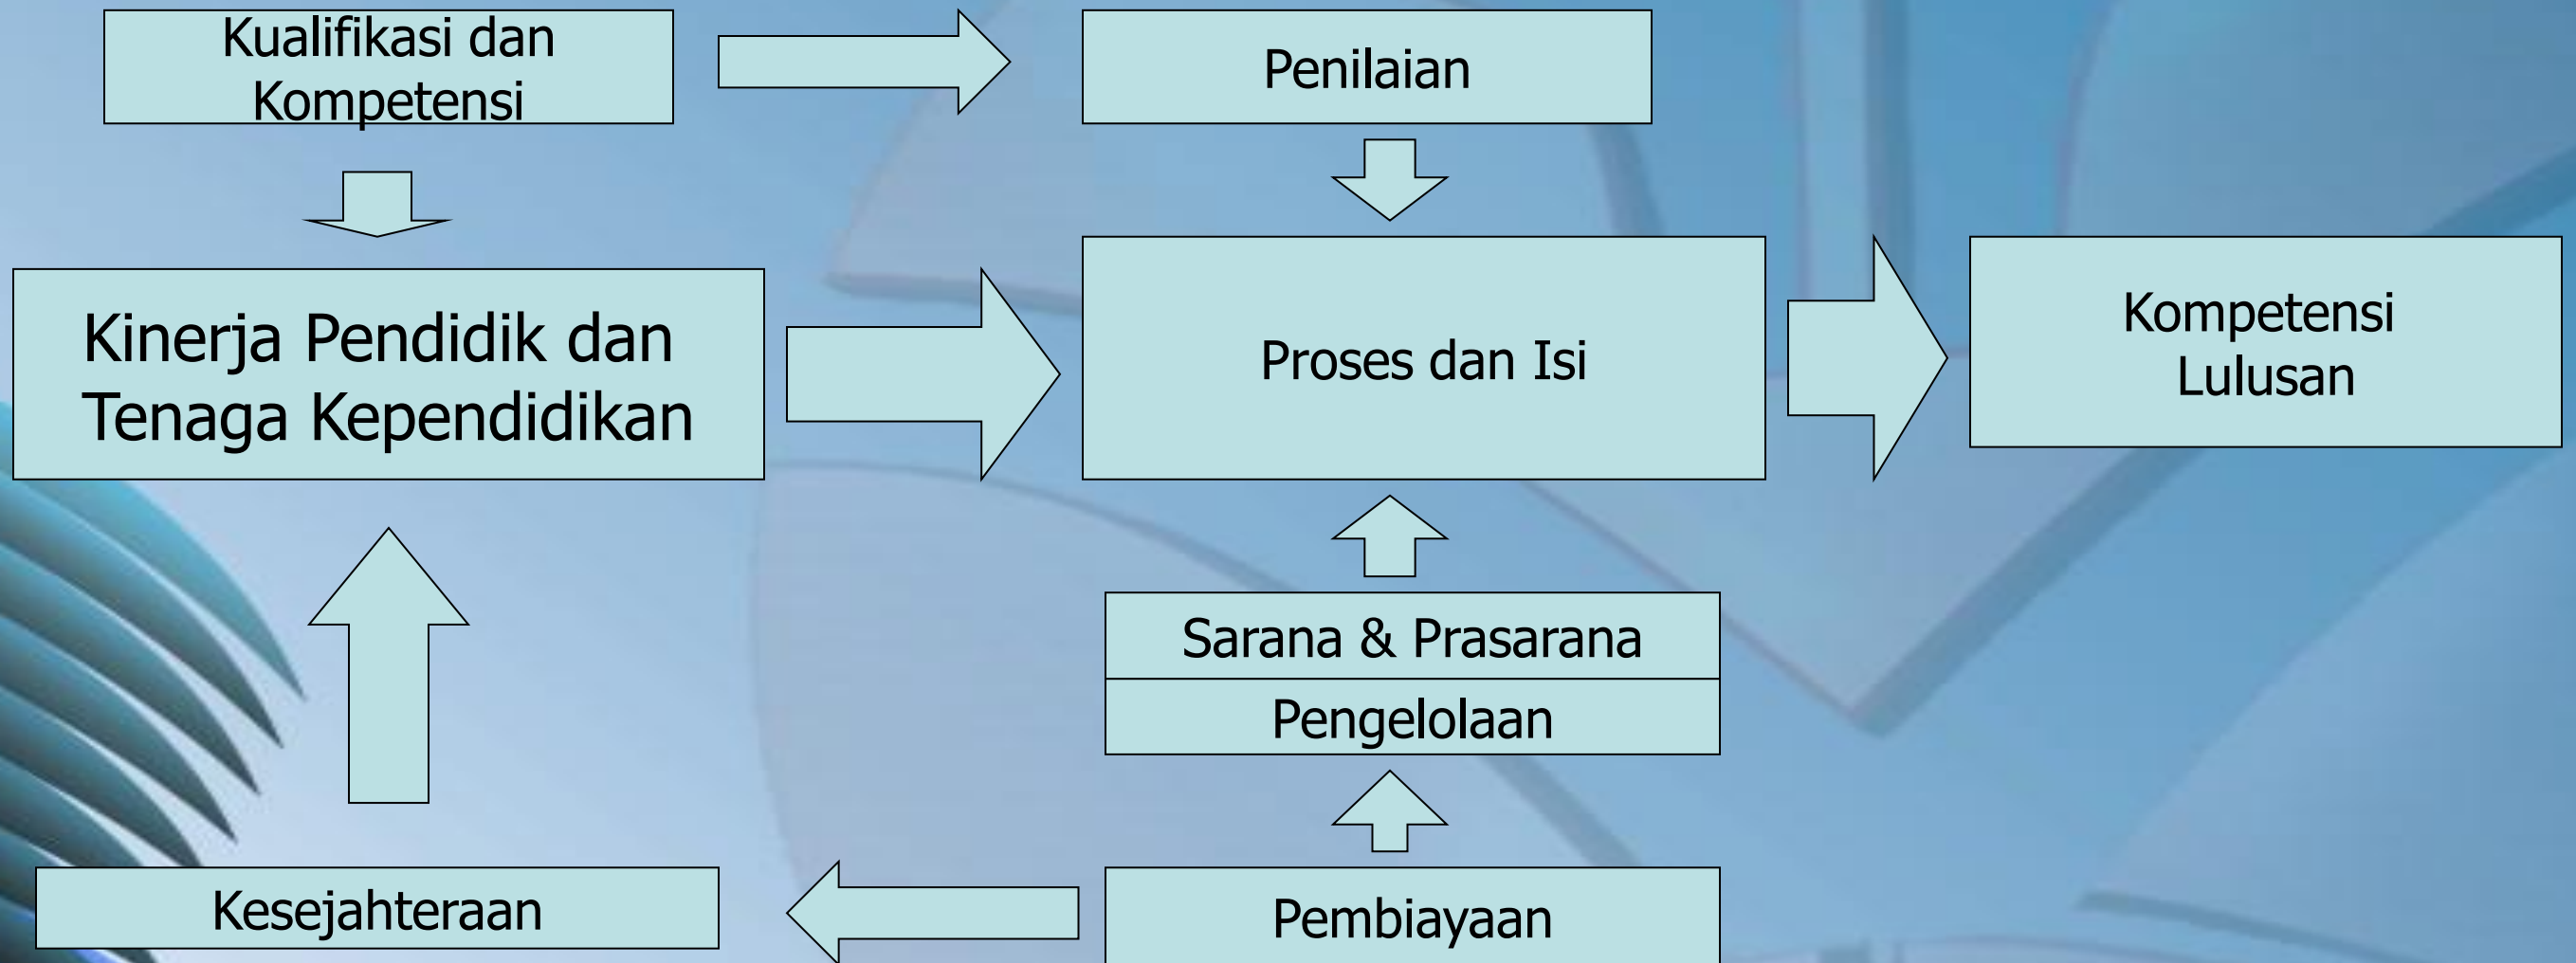 Kualifikasi dan
Kompetensi
Penilaian
Kinerja Pendidik dan
Tenaga Kependidikan
Proses dan Isi
Kompetensi
Lulusan
Sarana & Prasarana
Pengelolaan
Kesejahteraan
Pembiayaan